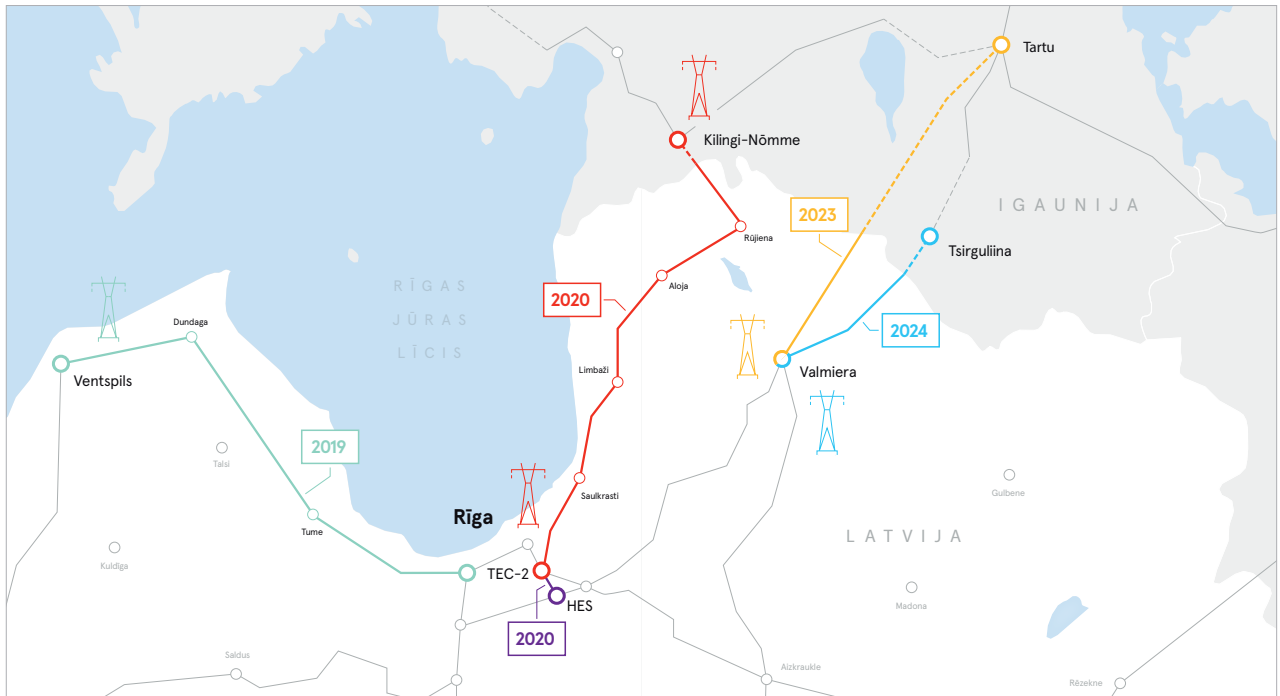 Tartu
Kilingi-Nõmme
IGAUNIJA
2023
Rūjiena
Tsirguliina
RĪGAS
JŪRAS
LĪCIS
Aloja
2020
Dundaga
2024
Limbaži
Valmiera
Ventspils
2019
Talsi
Gulbene
Saulkrasti
Rīga
Tume
LATVIJA
Kuldīga
TEC-2
Madona
HES
2020
Saldus
Aizkraukle
Rēzekne